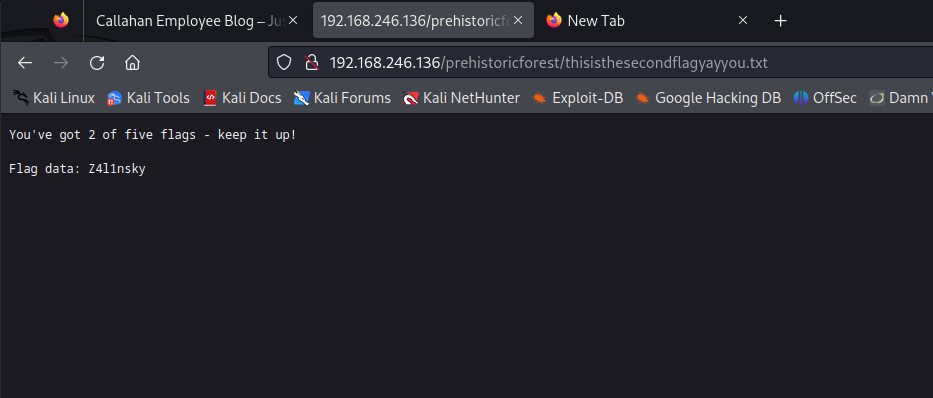 Callahan Employee Blog – Ju
192.168.246.136/prehistoricf
New Tab
192.168.246.136/prehistoricforest/thisisthesecondflagyayyou.txt
Kali Linux
Kali Tools
Kali Docs
Kali Forums
Kali NetHunter
Exploit-DB
Google Hacking DB
OffSec
Damn
You've got 2 of five flags - keep it up!
Flag data: Z4l1nsky